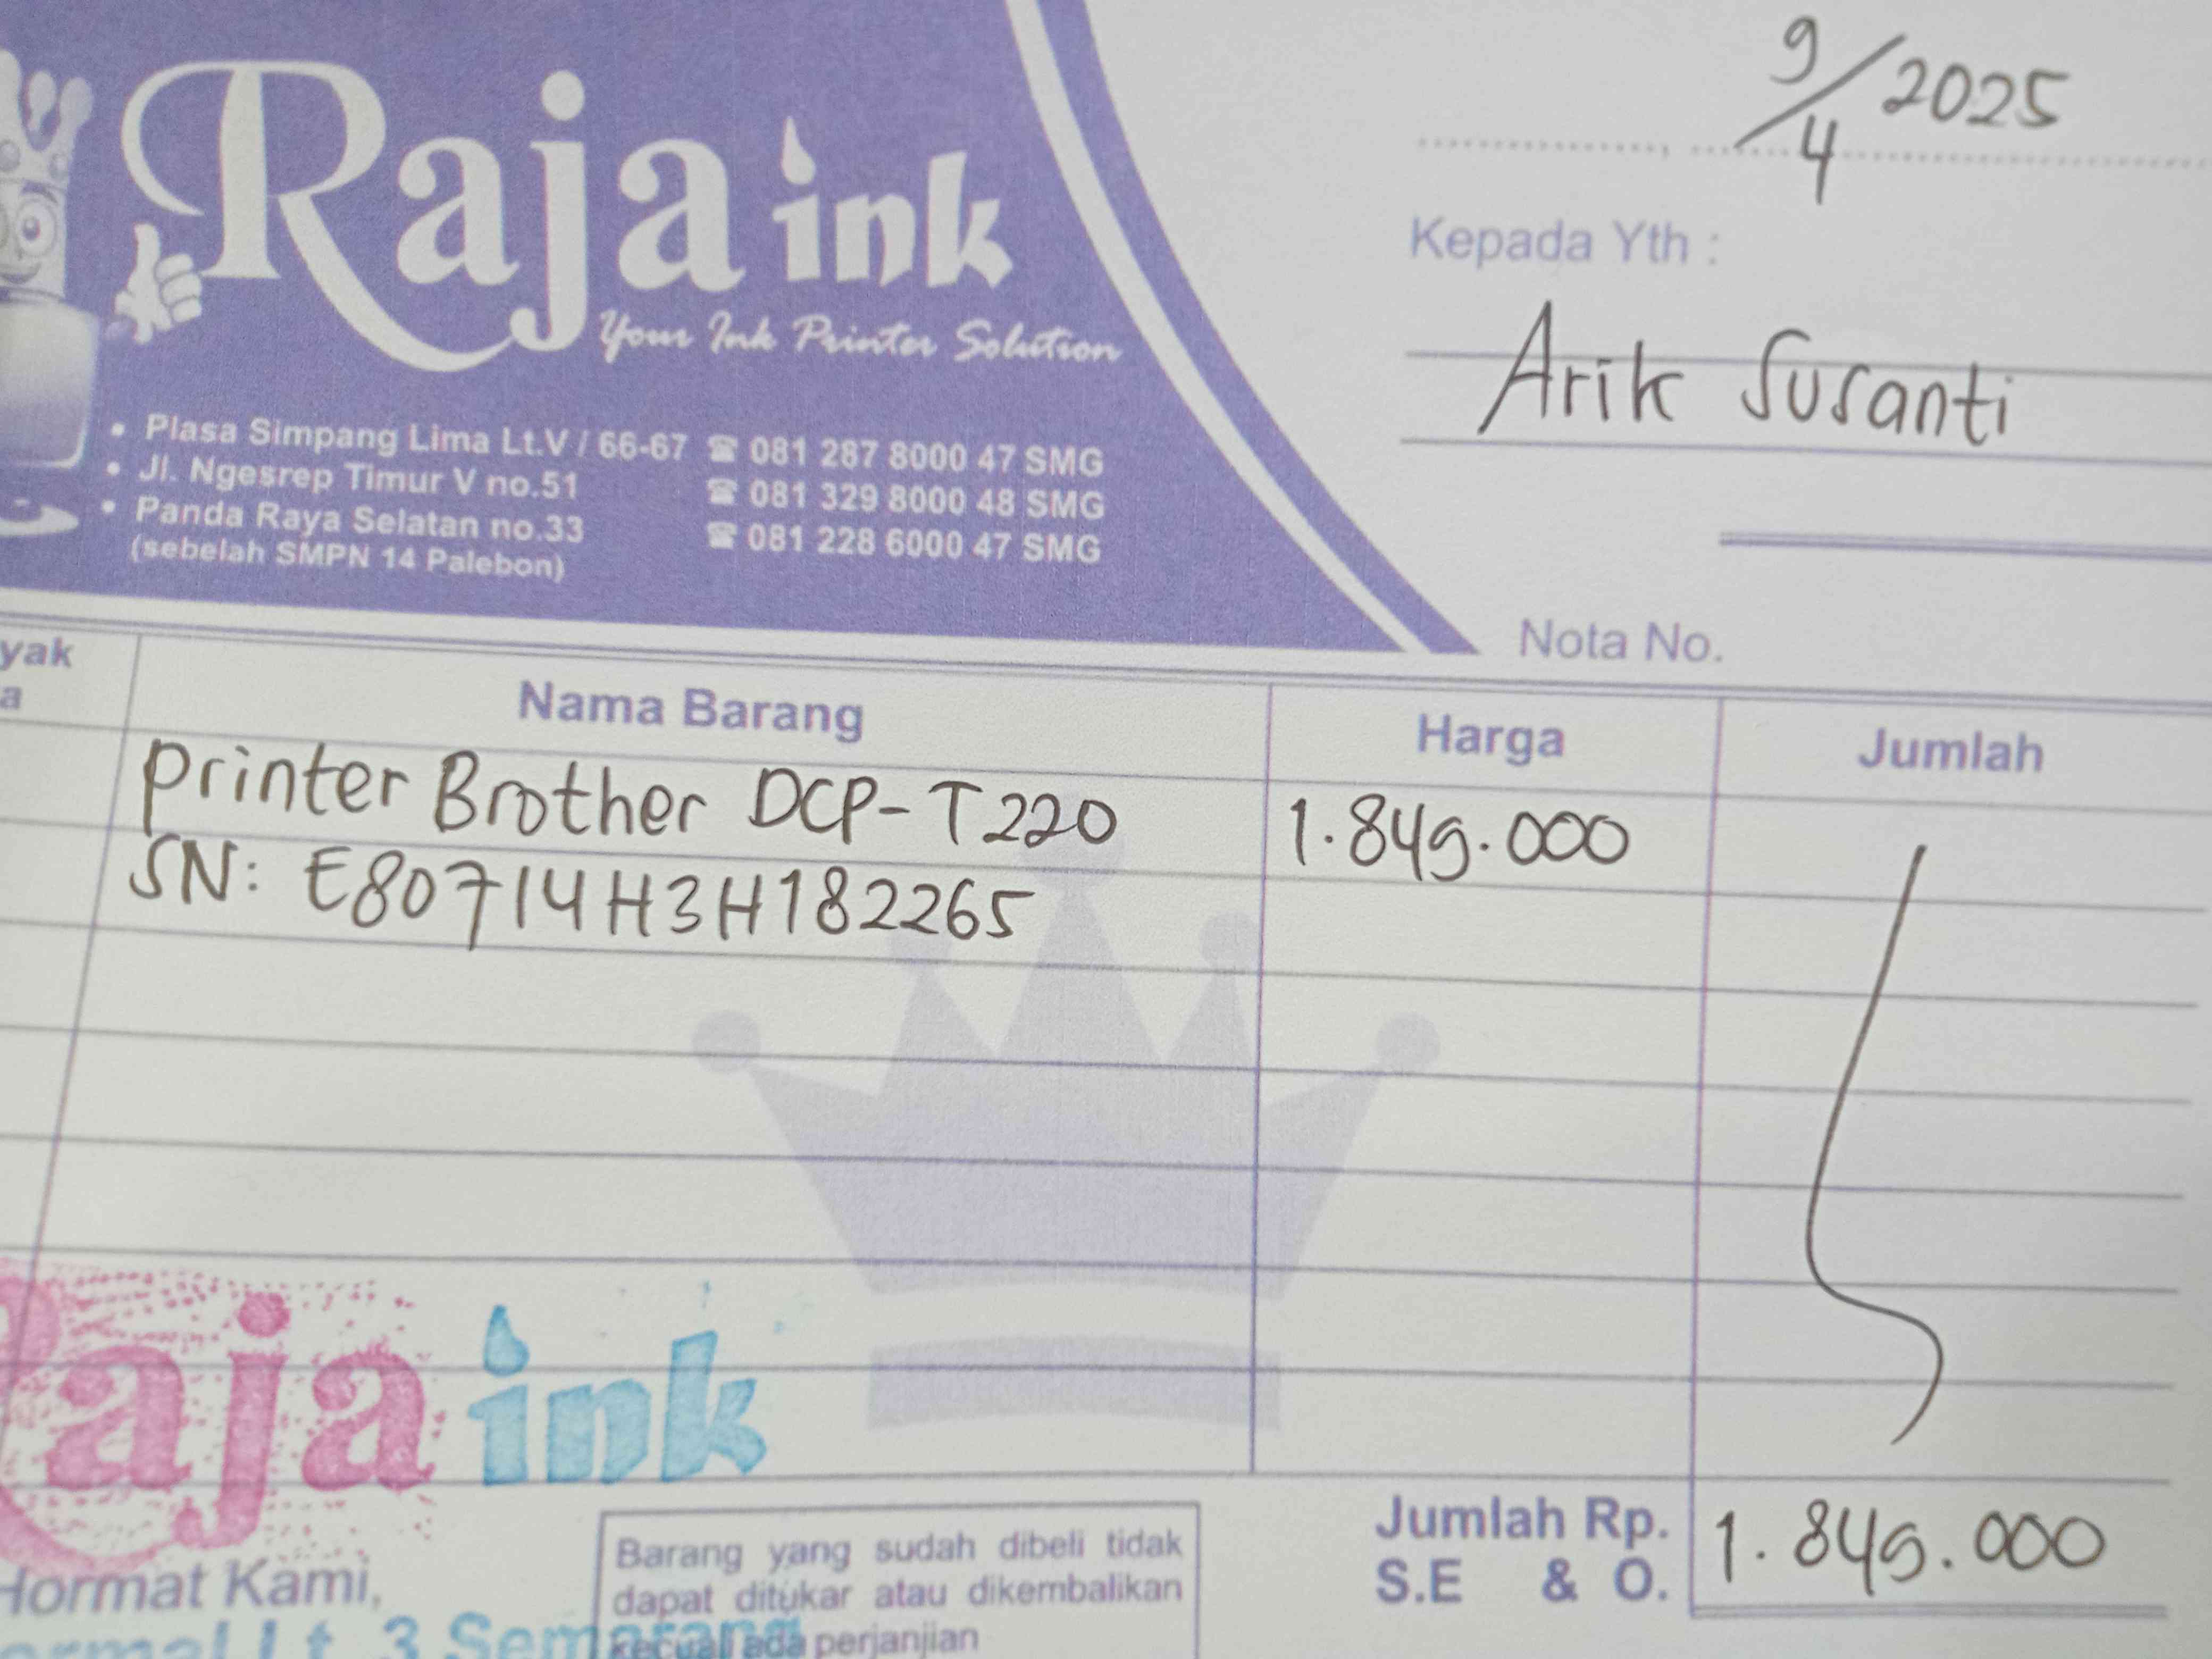 Raja ink
Your Ink Printer Solution
• Plasa Simpang Lima Lt.V / 66-67 ☎ 081 287 8000 47 SMG
• Jl. Ngesrep Timur V no.51 ☎ 081 329 8000 48 SMG
• Panda Raya Selatan no.33 ☎ 081 228 6000 47 SMG
(sebelah SMPN 14 Palebon)
9/4 2025
Kepada Yth :
Arik Susanti
Nota No.
yak
a
Nama Barang Harga Jumlah
printer Brother DCP-T220 1.849.000
SN: E80714H3H182265
Raja ink
Hormat Kami,
Lt. 3 Semarang
Barang yang sudah dibeli tidak
dapat ditukar atau dikembalikan
kecuali ada perjanjian
Jumlah Rp. 1.849.000
S.E & O.